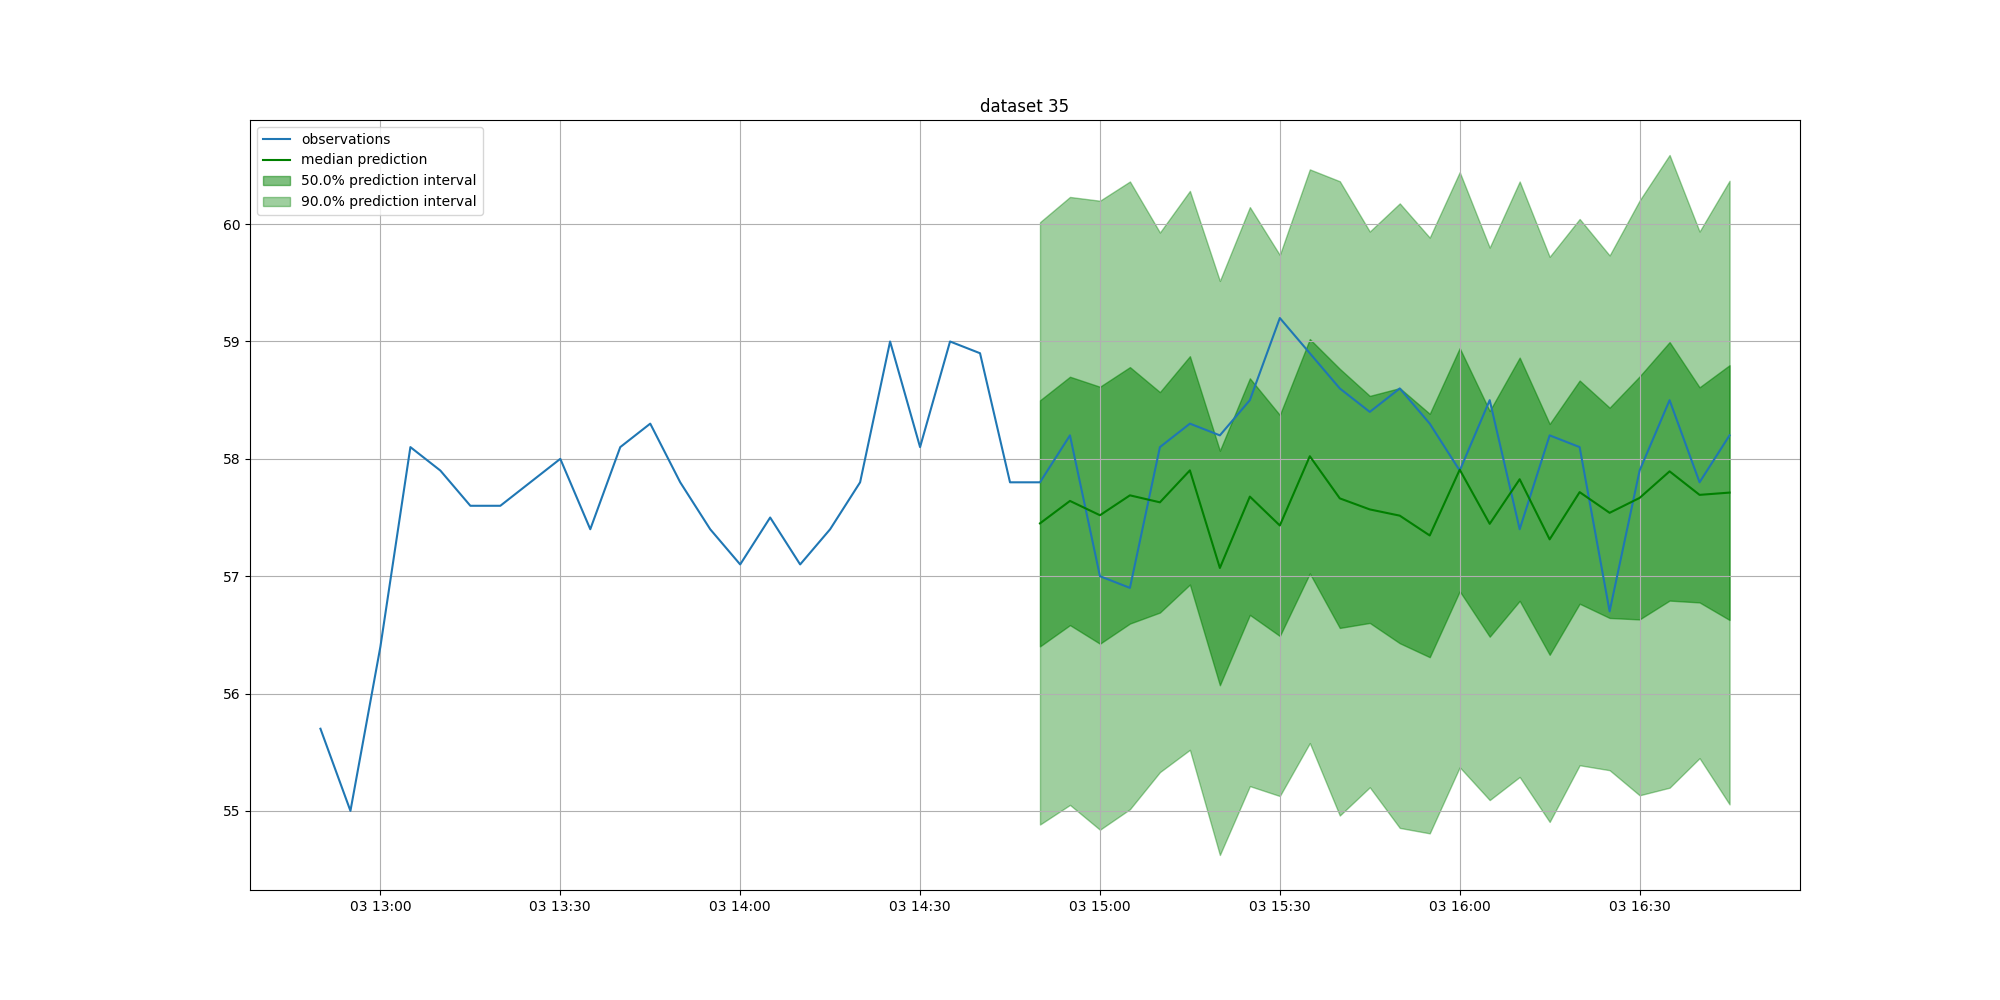 dataset 35
observations
median prediction
50.0% prediction interval
90.0% prediction interval
60
59
58
57
56
55
03 13:00
03 13:30
03 14:00
03 14:30
03 15:00
03 15:30
03 16:00
03 16:30